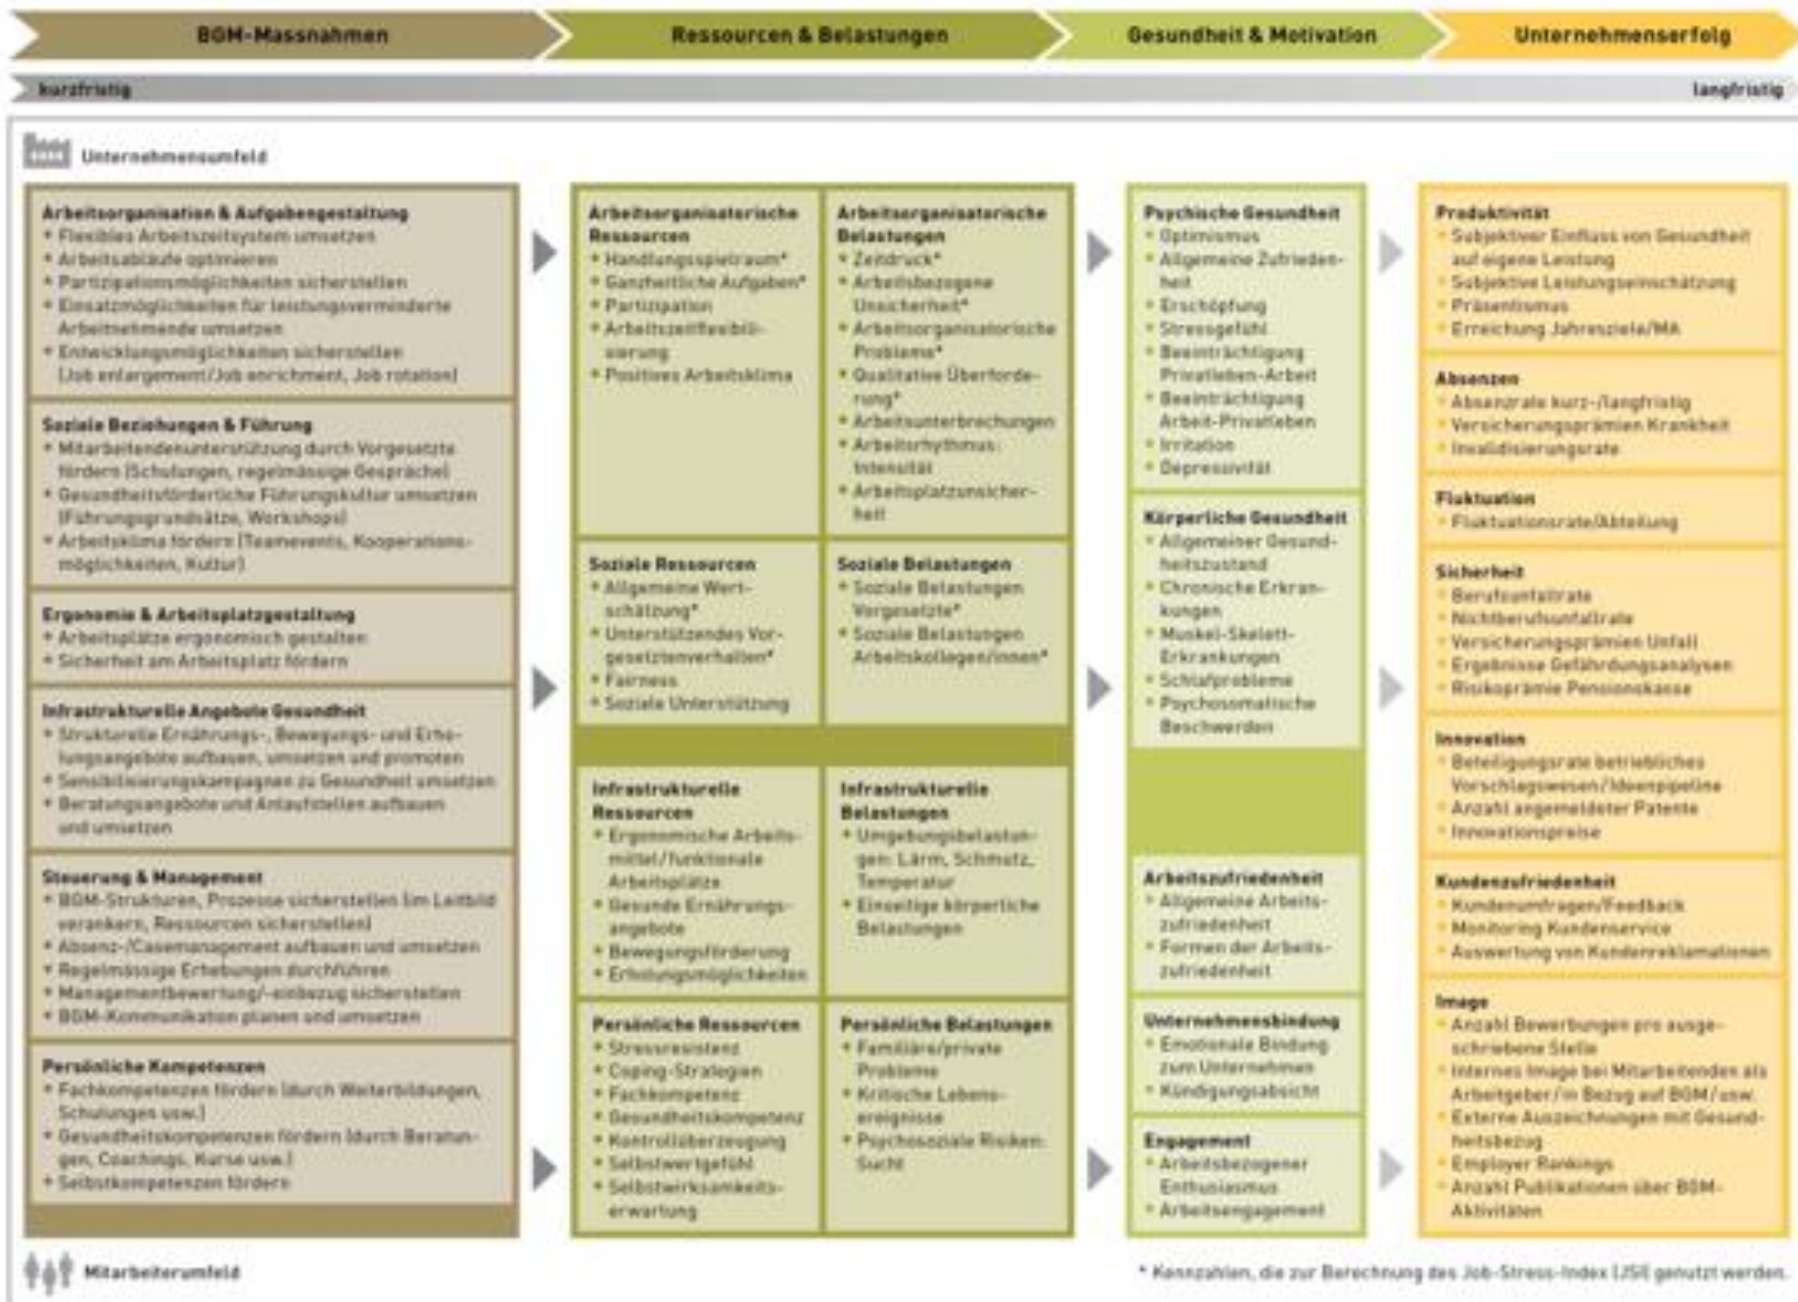 BGM-Massnahmen
Ressourcen & Belastungen
Gesundheit & Motivation
Unternehmenserfolg
kurzfristig
langfristig
Unternehmensumfeld
Arbeitsorganisation & Aufgabengestaltung
• Flexibles Arbeitszeitsystem umsetzen
• Arbeitsabläufe optimieren
• Partizipationsmöglichkeiten sicherstellen
• Einsatzmöglichkeiten für leistungsverminderte
Arbeitnehmende umsetzen
• Entwicklungsmöglichkeiten sicherstellen
(Job enlargement/Job enrichment, Job rotation)
Soziale Beziehungen & Führung
• Mitarbeitendenunterstützung durch Vorgesetzte
fördern (Schulungen, regelmässige Gespräche)
• Gesundheitsförderliche Führungskultur umsetzen
(Führungsgrundsätze, Workshops)
• Arbeitsklima fördern (Teamevents, Kooperations-
möglichkeiten, Kultur)
Ergonomie & Arbeitsplatzgestaltung
• Arbeitsplätze ergonomisch gestalten
• Sicherheit am Arbeitsplatz fördern
Infrastrukturelle Angebote Gesundheit
• Strukturelle Ernährungs-, Bewegungs- und Erho-
lungsangebote aufbauen, umsetzen und promoten
• Sensibilisierungskampagnen zu Gesundheit umsetzen
• Beratungsangebote und Anlaufstellen aufbauen
und umsetzen
Steuerung & Management
• BGM-Strukturen, Prozesse sicherstellen (im Leitbild
verankern, Ressourcen sicherstellen)
• Absenz-/Casemanagement aufbauen und umsetzen
• Regelmässige Erhebungen durchführen
• Managementbewertung/-einbezug sicherstellen
• BGM-Kommunikation planen und umsetzen
Persönliche Kompetenzen
• Fachkompetenzen fördern (durch Weiterbildungen,
Schulungen usw.)
• Gesundheitskompetenzen fördern (durch Beratun-
gen, Coachings, Kurse usw.)
• Selbstkompetenzen fördern
Arbeitsorganisatorische
Ressourcen
• Handlungsspielraum*
• Ganzheitliche Aufgaben*
• Partizipation
• Arbeitszeitflexibili-
sierung
• Positives Arbeitsklima
Arbeitsorganisatorische
Belastungen
• Zeitdruck*
• Arbeitsbezogene
Unsicherheit*
• Arbeitsorganisatorische
Probleme*
• Qualitative Überforde-
rung*
• Arbeitsunterbrechungen
• Arbeitsrhythmus:
Intensität
• Arbeitsplatzunsicher-
heit
Soziale Ressourcen
• Allgemeine Wert-
schätzung*
• Unterstützendes Vor-
gesetztenverhalten*
• Fairness
• Soziale Unterstützung
Soziale Belastungen
• Soziale Belastungen
Vorgesetzte*
• Soziale Belastungen
Arbeitskollegen/innen*
Infrastrukturelle
Ressourcen
• Ergonomische Arbeits-
mittel/funktionale
Arbeitsplätze
• Gesunde Ernährungs-
angebote
• Bewegungsförderung
• Erholungsmöglichkeiten
Infrastrukturelle
Belastungen
• Umgebungsbelastun-
gen: Lärm, Schmutz,
Temperatur
• Einseitige körperliche
Belastungen
Persönliche Ressourcen
• Stressresistenz
• Coping-Strategien
• Fachkompetenz
• Gesundheitskompetenz
• Kontrollüberzeugung
• Selbstwertgefühl
• Selbstwirksamkeits-
erwartung
Persönliche Belastungen
• Familiäre/private
Probleme
• Kritische Lebens-
ereignisse
• Psychosoziale Risiken:
Sucht
Psychische Gesundheit
• Optimismus
• Allgemeine Zufrieden-
heit
• Erschöpfung
• Stressgefühl
• Beeinträchtigung
Privatleben-Arbeit
• Beeinträchtigung
Arbeit-Privatleben
• Irritation
• Depressivität
Körperliche Gesundheit
• Allgemeiner Gesund-
heitszustand
• Chronische Erkran-
kungen
• Muskel-Skelett-
Erkrankungen
• Schlafprobleme
• Psychosomatische
Beschwerden
Arbeitszufriedenheit
• Allgemeine Arbeits-
zufriedenheit
• Formen der Arbeits-
zufriedenheit
Unternehmensbindung
• Emotionale Bindung
zum Unternehmen
• Kündigungsabsicht
Engagement
• Arbeitsbezogener
Enthusiasmus
• Arbeitsengagement
Produktivität
• Subjektiver Einfluss von Gesundheit
auf eigene Leistung
• Subjektive Leistungseinschätzung
• Präsentismus
• Erreichung Jahresziele/MA
Absenzen
• Absenzrate kurz-/langfristig
• Versicherungsprämien Krankheit
• Invalidisierungsrate
Fluktuation
• Fluktuationsrate/Abteilung
Sicherheit
• Berufsunfallrate
• Nichtberufsunfallrate
• Versicherungsprämien Unfall
• Ergebnisse Gefährdungsanalysen
• Risikoprämie Pensionskasse
Innovation
• Beteiligungsrate betriebliches
Vorschlagswesen/Ideenpipeline
• Anzahl angemeldeter Patente
• Innovationspreise
Kundenzufriedenheit
• Kundenumfragen/Feedback
• Monitoring Kundenservice
• Auswertung von Kundenreklamationen
Image
• Anzahl Bewerbungen pro ausge-
schriebene Stelle
• Internes Image bei Mitarbeitenden als
Arbeitgeber/in Bezug auf BGM/usw.
• Externe Auszeichnungen mit Gesund-
heitsbezug
• Employer Rankings
• Anzahl Publikationen über BGM-
Aktivitäten
Mitarbeiterumfeld
* Kennzahlen, die zur Berechnung des Job-Stress-Index (JSI) genutzt werden.